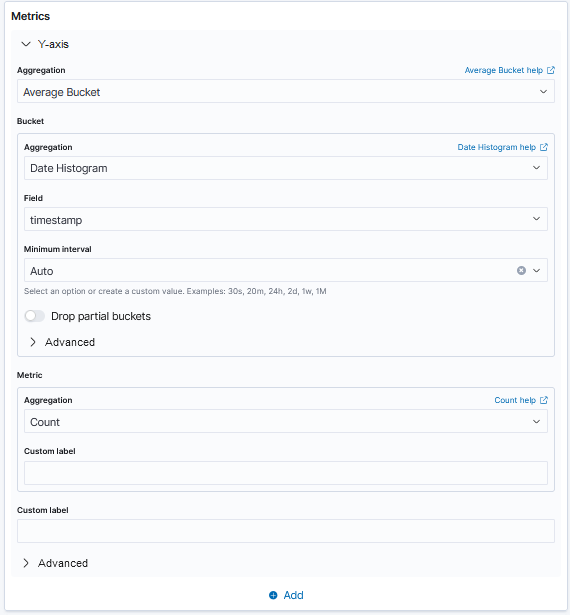 Metrics
Y-axis
Aggregation
Average Bucket help
Average Bucket
Bucket
Aggregation
Date Histogram help
Date Histogram
Field
timestamp
Minimum interval
Auto
Select an option or create a custom value. Examples: 30s, 20m, 24h, 2d, 1w, 1M
Drop partial buckets
Advanced
Metric
Aggregation
Count help
Count
Custom label
Custom label
Advanced
Add